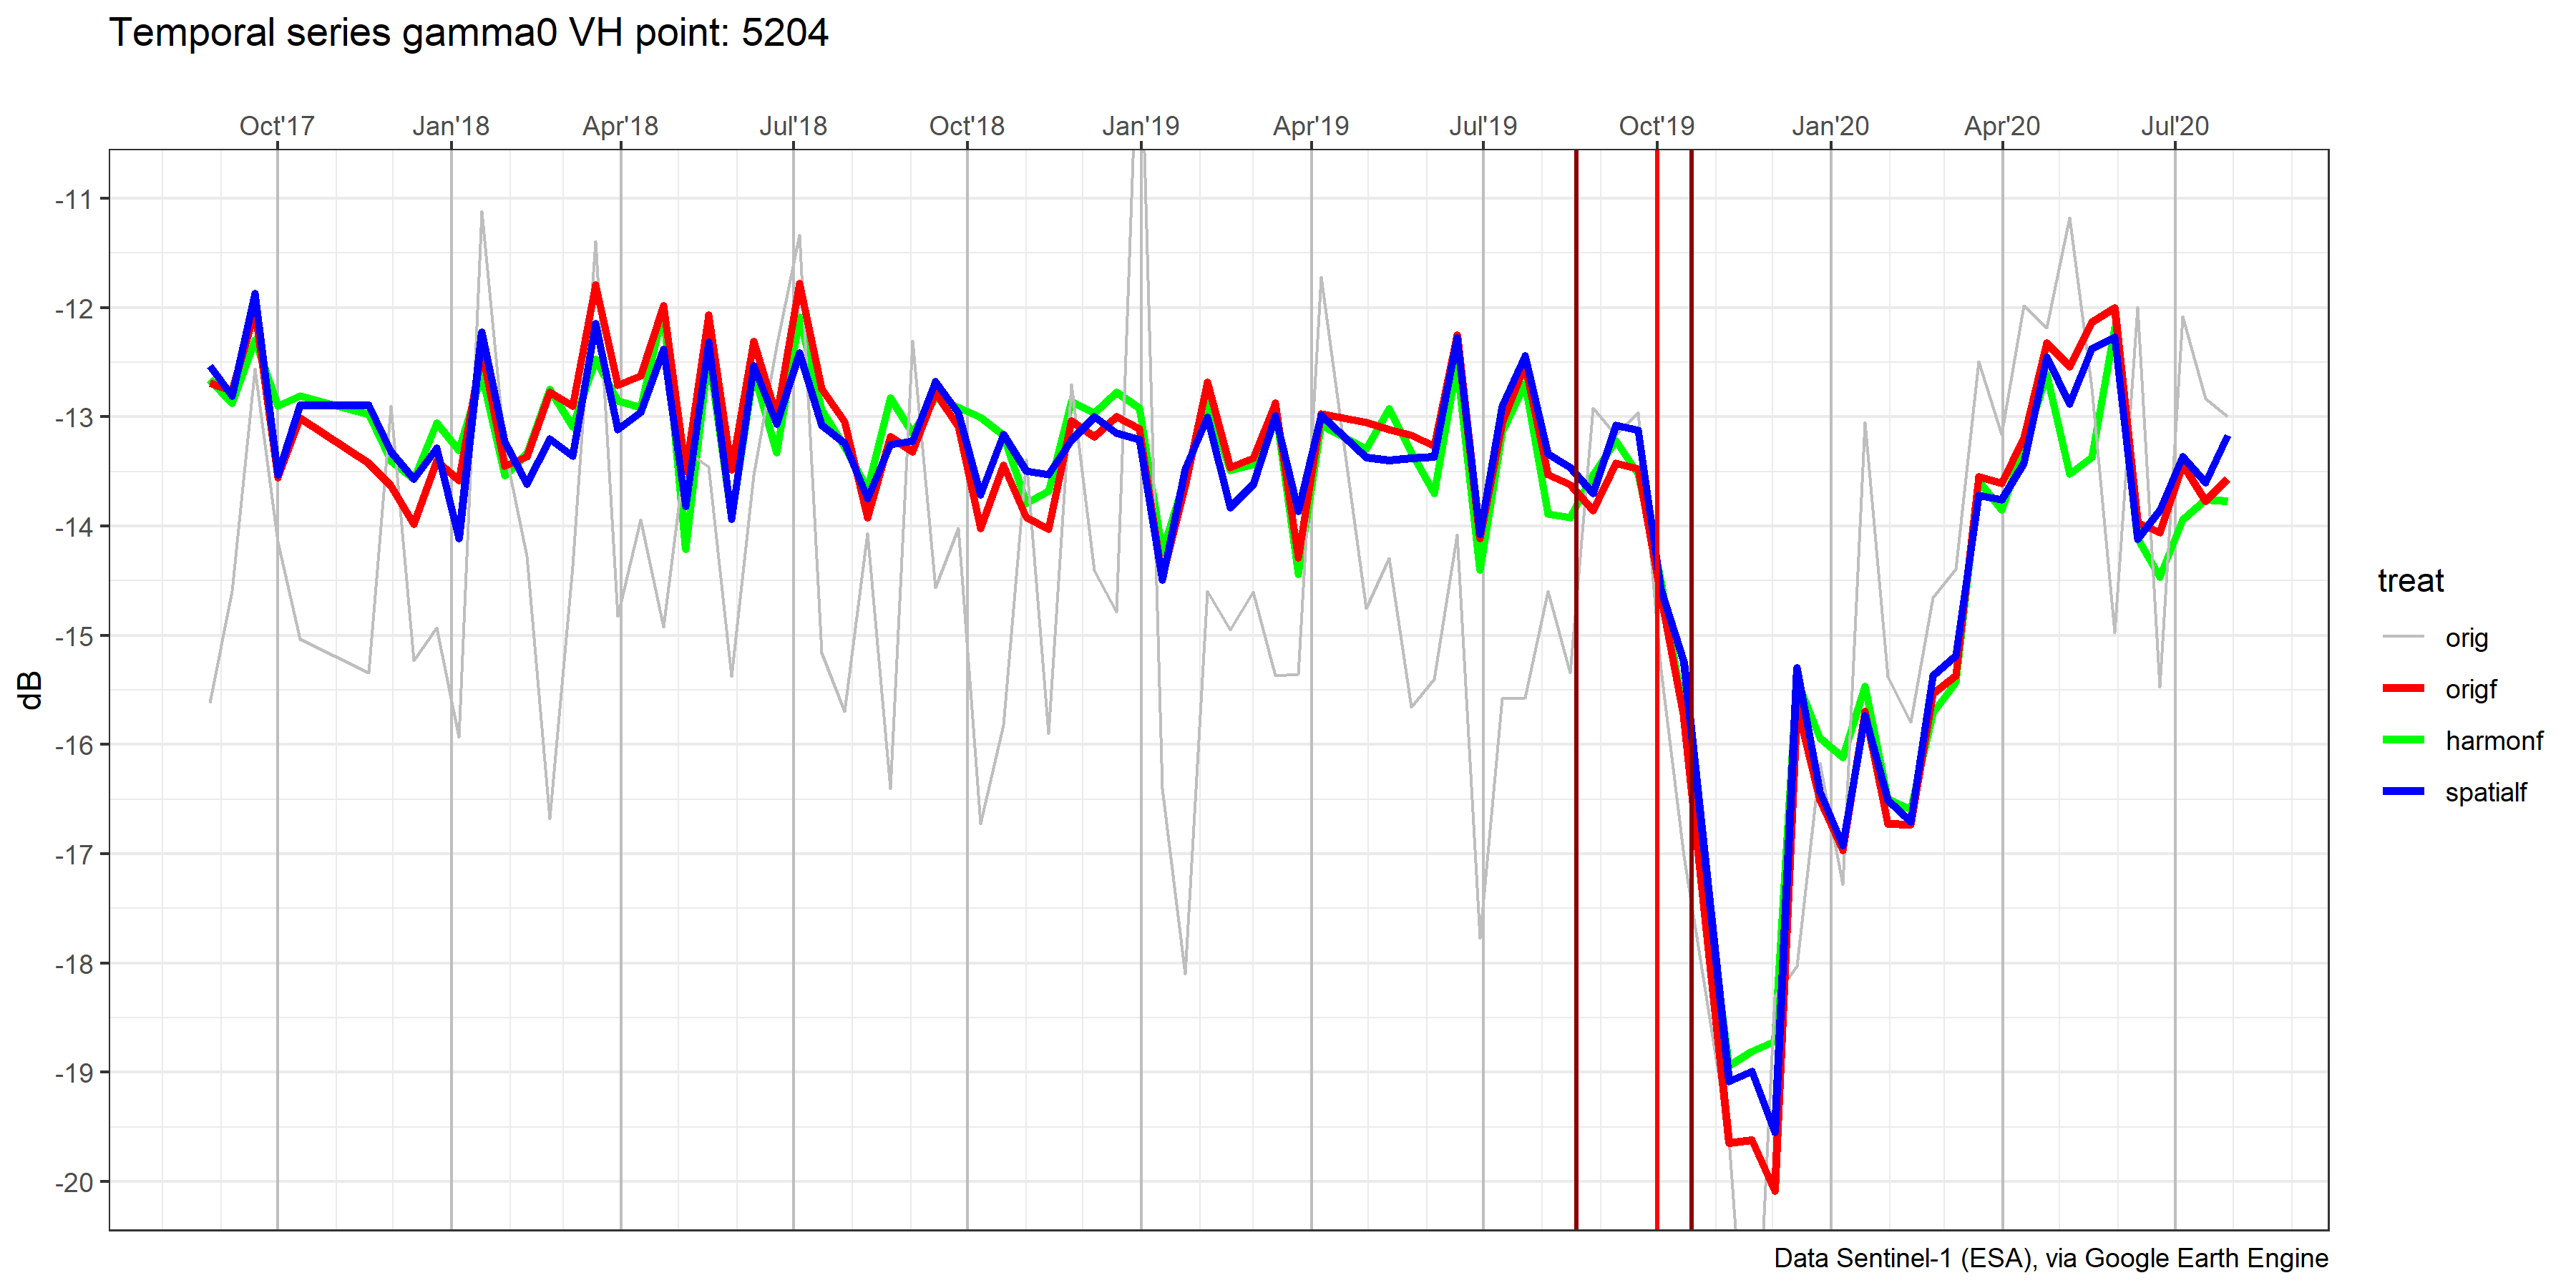 Temporal series gamma0 VH point: 5204
Oct'17 Jan'18 Apr'18 Jul'18 Oct'18 Jan'19 Apr'19 Jul'19 Oct'19 Jan'20 Apr'20 Jul'20
-11
-12
-13
-14
-15
-16
-17
-18
-19
-20
dB
treat
orig
origf
harmonf
spatialf
Data Sentinel-1 (ESA), via Google Earth Engine